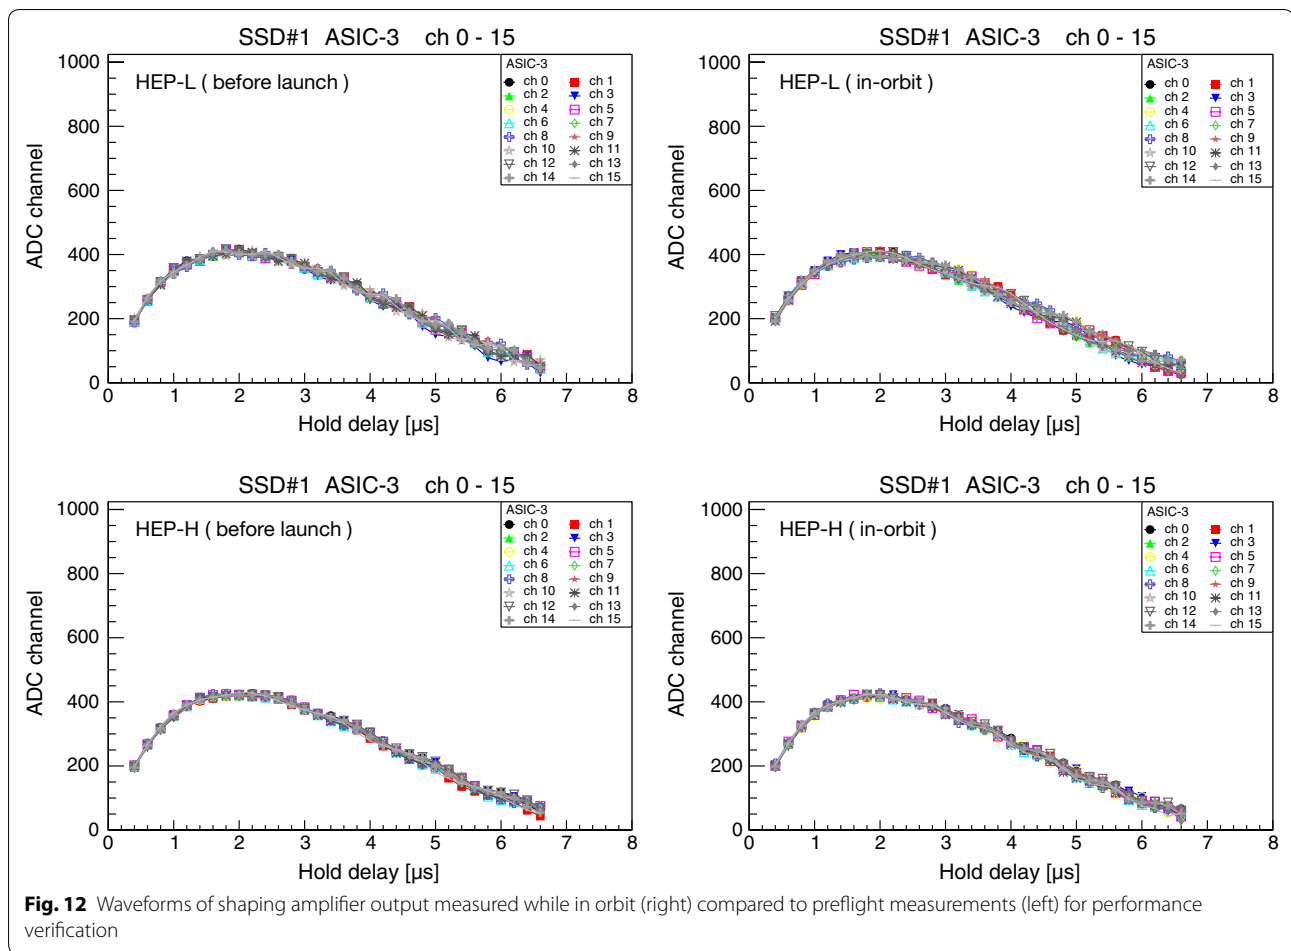 SSD#1 ASIC-3 ch 0 - 15
HEP-L ( before launch )
ASIC-3
ch 0 ch 1
ch 2 ch 3
ch 4 ch 5
ch 6 ch 7
ch 8 ch 9
ch 10 ch 11
ch 12 ch 13
ch 14 ch 15
ADC channel
1000
800
600
400
200
0
0 1 2 3 4 5 6 7 8
Hold delay [µs]
SSD#1 ASIC-3 ch 0 - 15
HEP-L ( in-orbit )
ASIC-3
ch 0 ch 1
ch 2 ch 3
ch 4 ch 5
ch 6 ch 7
ch 8 ch 9
ch 10 ch 11
ch 12 ch 13
ch 14 ch 15
ADC channel
1000
800
600
400
200
0
0 1 2 3 4 5 6 7 8
Hold delay [µs]
SSD#1 ASIC-3 ch 0 - 15
HEP-H ( before launch )
ASIC-3
ch 0 ch 1
ch 2 ch 3
ch 4 ch 5
ch 6 ch 7
ch 8 ch 9
ch 10 ch 11
ch 12 ch 13
ch 14 ch 15
ADC channel
1000
800
600
400
200
0
0 1 2 3 4 5 6 7 8
Hold delay [µs]
SSD#1 ASIC-3 ch 0 - 15
HEP-H ( in-orbit )
ASIC-3
ch 0 ch 1
ch 2 ch 3
ch 4 ch 5
ch 6 ch 7
ch 8 ch 9
ch 10 ch 11
ch 12 ch 13
ch 14 ch 15
ADC channel
1000
800
600
400
200
0
0 1 2 3 4 5 6 7 8
Hold delay [µs]
Fig. 12 Waveforms of shaping amplifier output measured while in orbit (right) compared to preflight measurements (left) for performance
verification